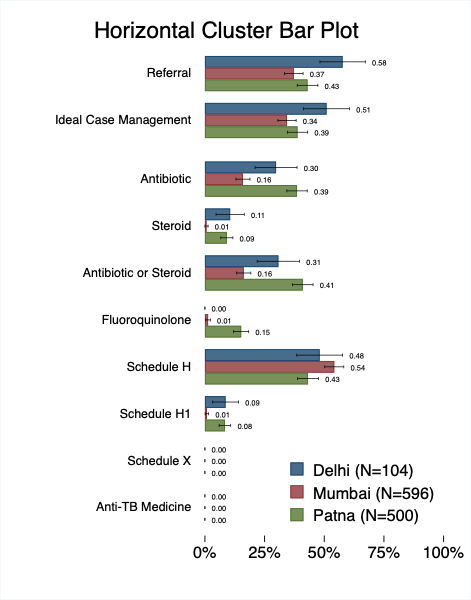 Horizontal Cluster Bar Plot
Referral
0.58
0.37
0.43
Ideal Case Management
0.51
0.34
0.39
Antibiotic
0.30
0.16
0.39
Steroid
0.11
0.01
0.09
Antibiotic or Steroid
0.31
0.16
0.41
Fluoroquinolone
0.00
0.01
0.15
Schedule H
0.48
0.54
0.43
Schedule H1
0.09
0.01
0.08
Schedule X
0.00
0.00
0.00
Anti-TB Medicine
0.00
0.00
0.00
Delhi (N=104)
Mumbai (N=596)
Patna (N=500)
0% 25% 50% 75% 100%